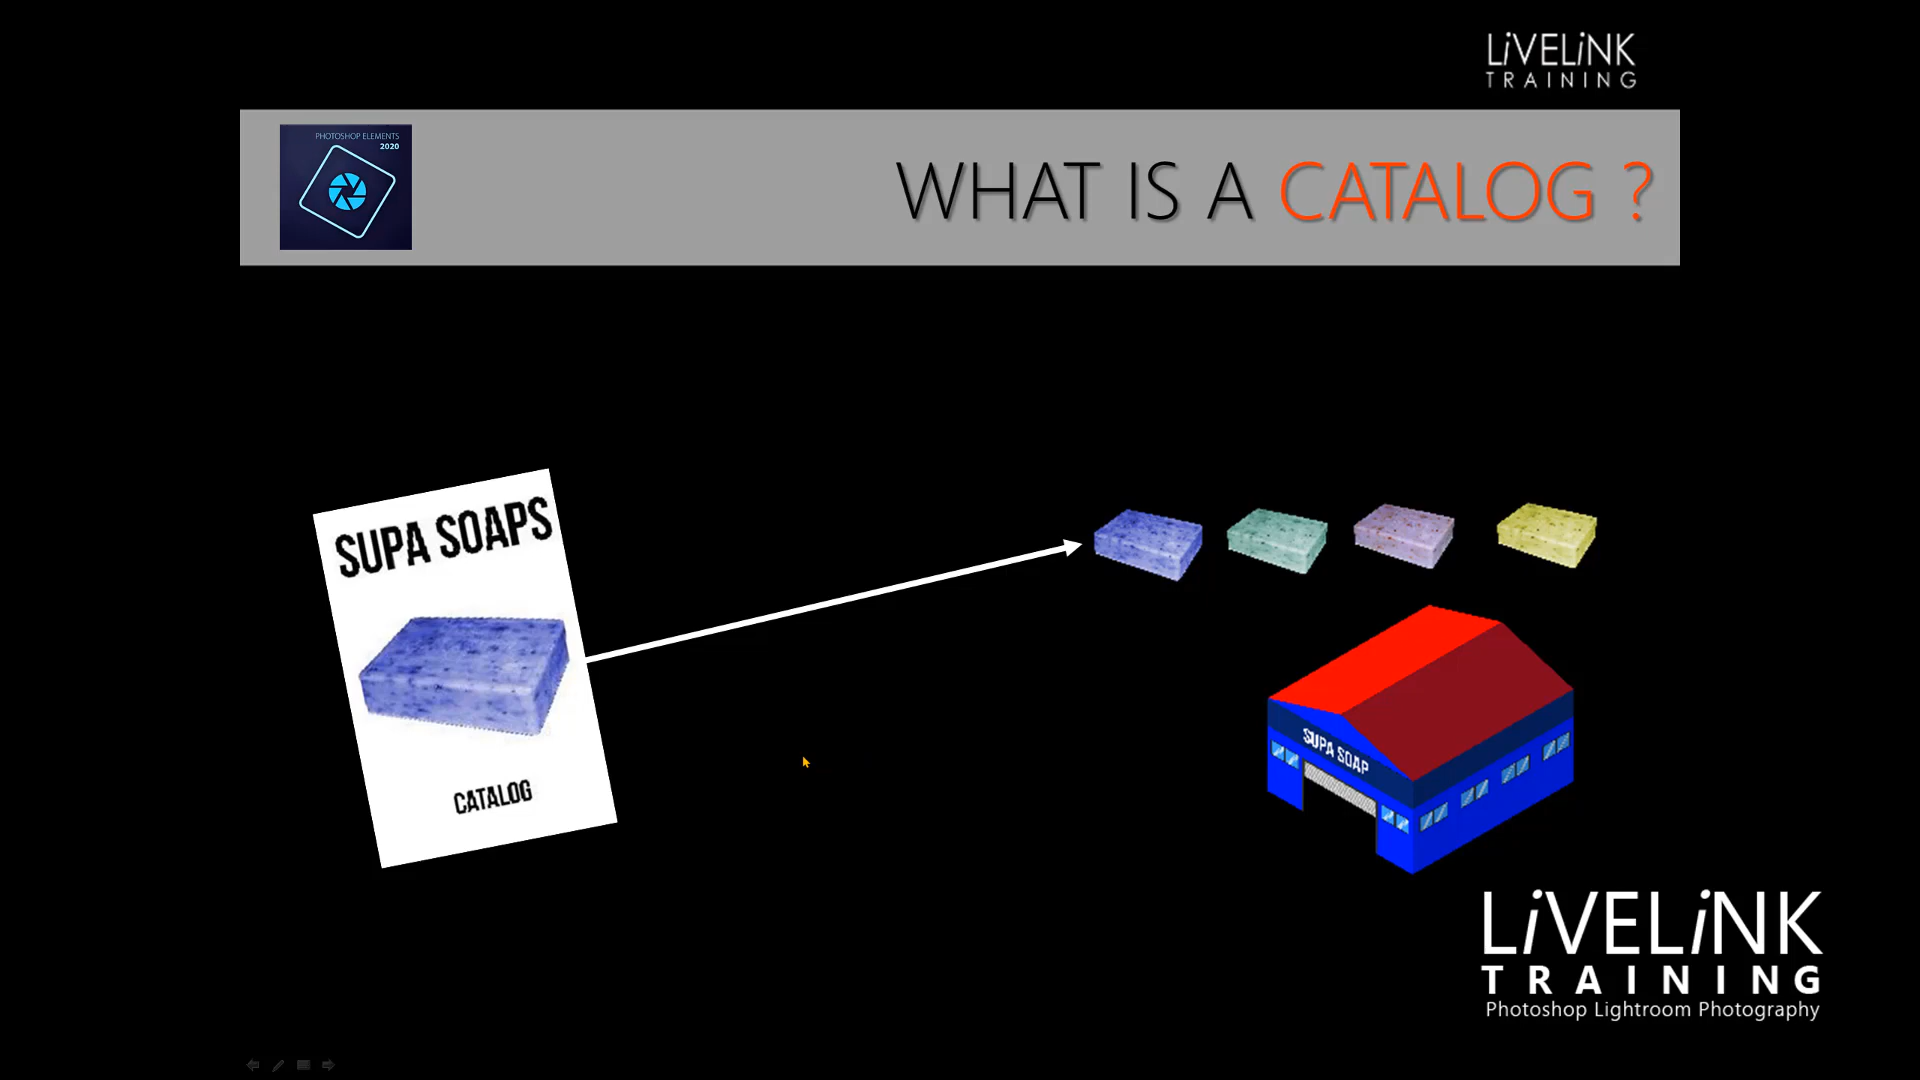 LiVELiNK
TRAINING
PHOTOSHOP ELEMENTS
2020
WHAT IS A CATALOG ?
SUPA SOAPS
CATALOG
SUPA SOAP
LiVELiNK
TRAINING
Photoshop Lightroom Photography